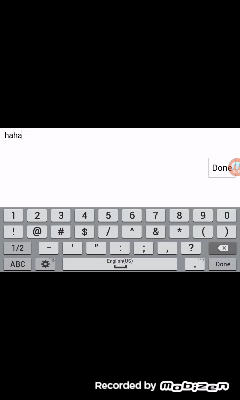 haha
Done
1 2 3 4 5 6 7 8 9 0
! @ # $ / ^ & * ( )
1/2 - ' " : ; , ?
ABC English(US) . Done
Recorded by Mobizen